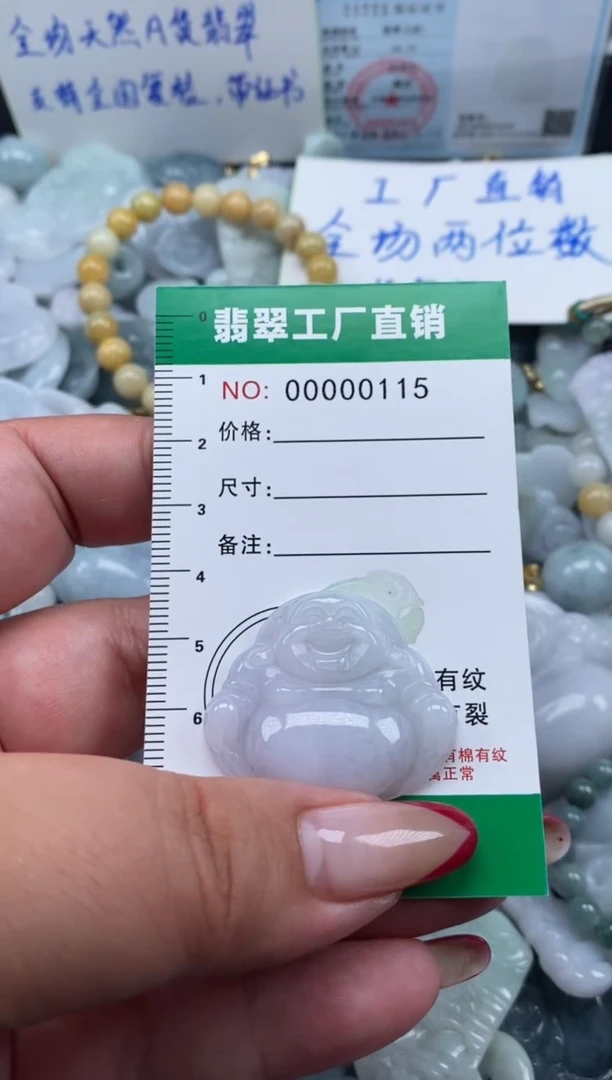 全场天然A货翡翠
支持全国复检，带证书
工厂直销
全场两位数
翡翠工厂直销
NO: 00000115
价格:
尺寸:
备注:
有纹
有裂
有棉有纹
属正常
0
1
2
3
4
5
6